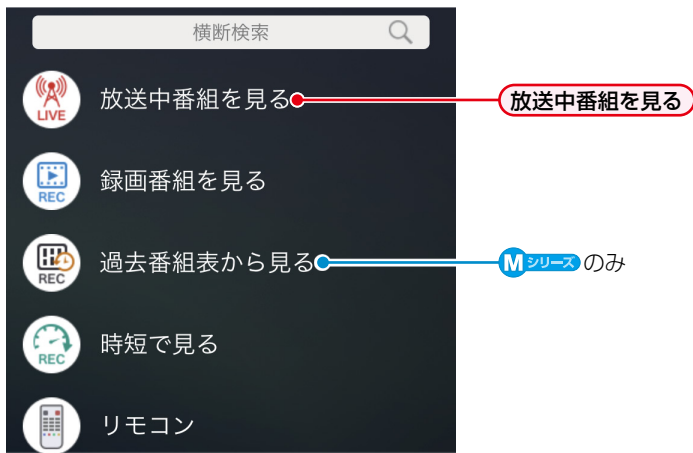 横断検索
LIVE
放送中番組を見る
放送中番組を見る
REC
録画番組を見る
REC
過去番組表から見る
Mシリーズのみ
REC
時短で見る
リモコン